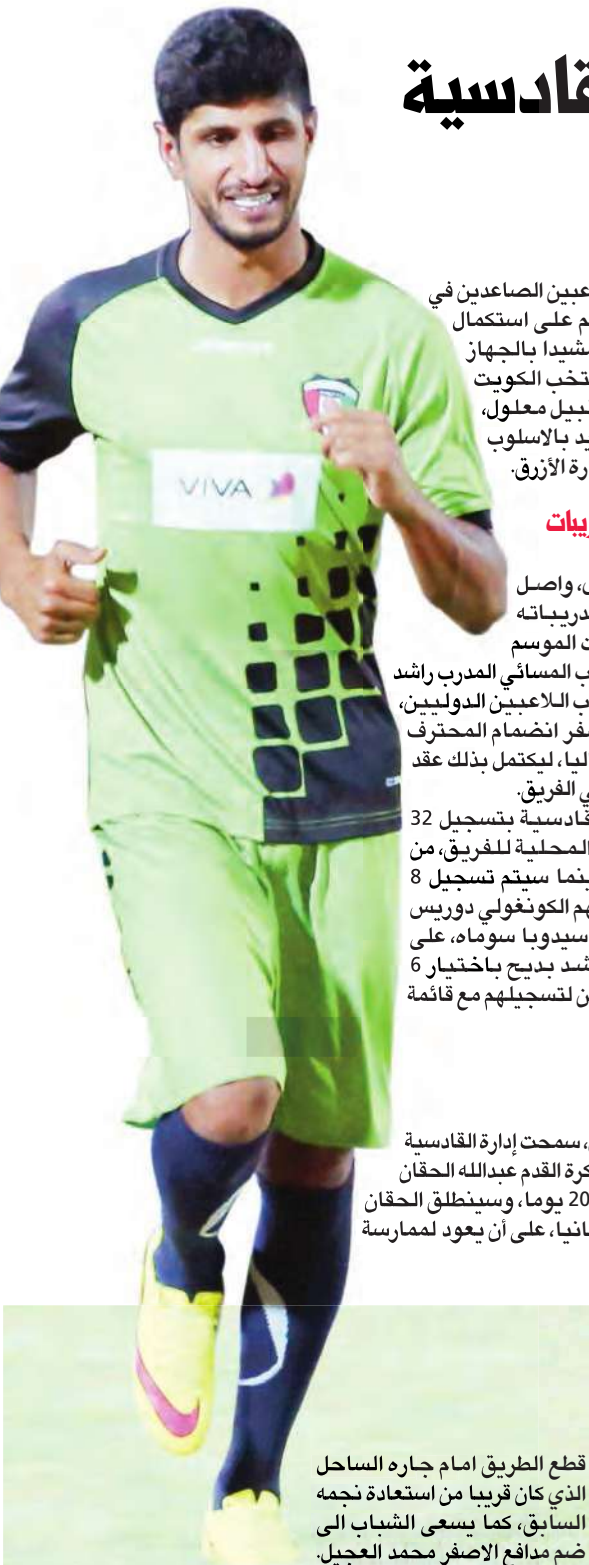 قادسية
عبين الصاعدين في
م على استكمال
شيدا بالجهاز
تخب الكويت
بيل معلول،
يد بالاسلوب
رة الأزرق.
ريبات
، واصل
دريباته
ت الموسم
ب المسائي المدرب راشد
ب اللاعبين الدوليين،
فر انضمام المحترف
اليا، ليكتمل بذلك عقد
ي الفريق.
قادسية بتسجيل 32
المحلية للفريق، من
ينما سيتم تسجيل 8
هم الكونغولي دوريس
سيدوبا سوماه، على
شد بديح باختيار 6
ن لتسجيلهم مع قائمة
، سمحت إدارة القادسية
كرة القدم عبدالله الحقان
20 يوما، وسينطلق الحقان
انيا، على أن يعود لممارسة
VIVA
قطع الطريق امام جاره الساحل
الذي كان قريبا من استعادة نجمه
السابق، كما يسعى الشباب الى
ضم مدافع الاصفر محمد العجيل.